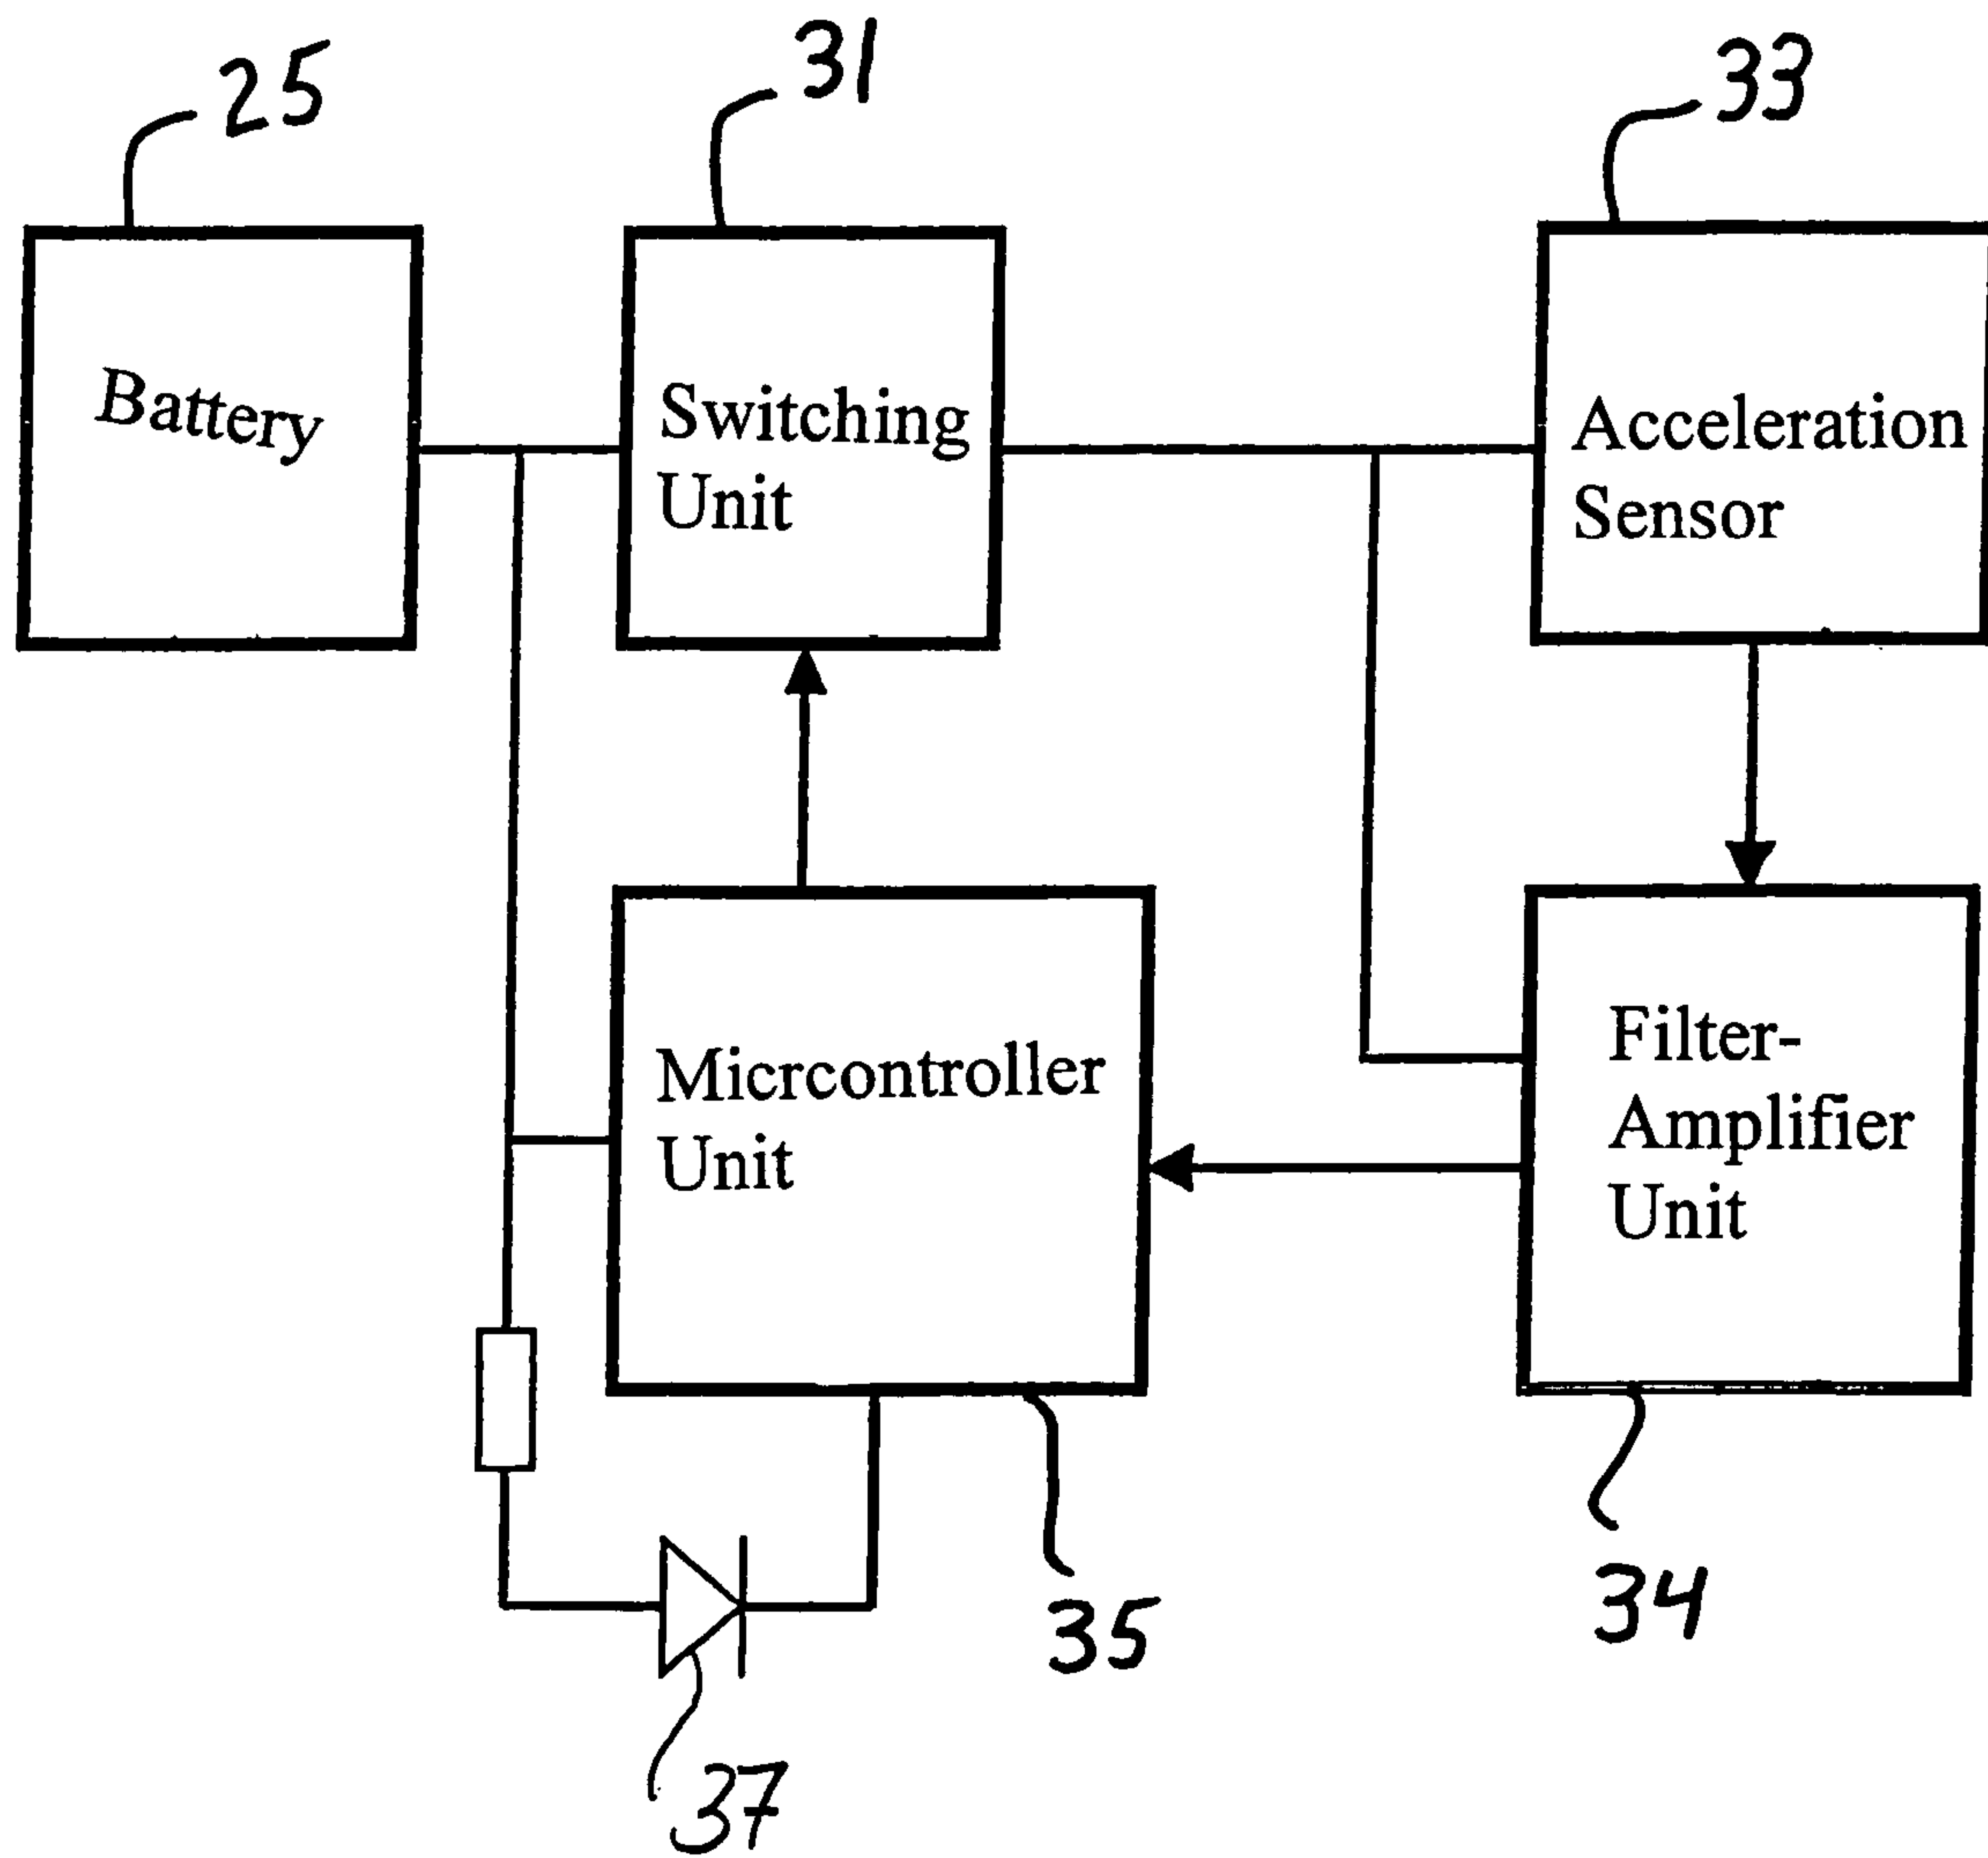 25
31
33
Battery
Switching
Unit
Acceleration
Sensor
Micrcontroller
Unit
Filter-
Amplifier
Unit
35
34
37